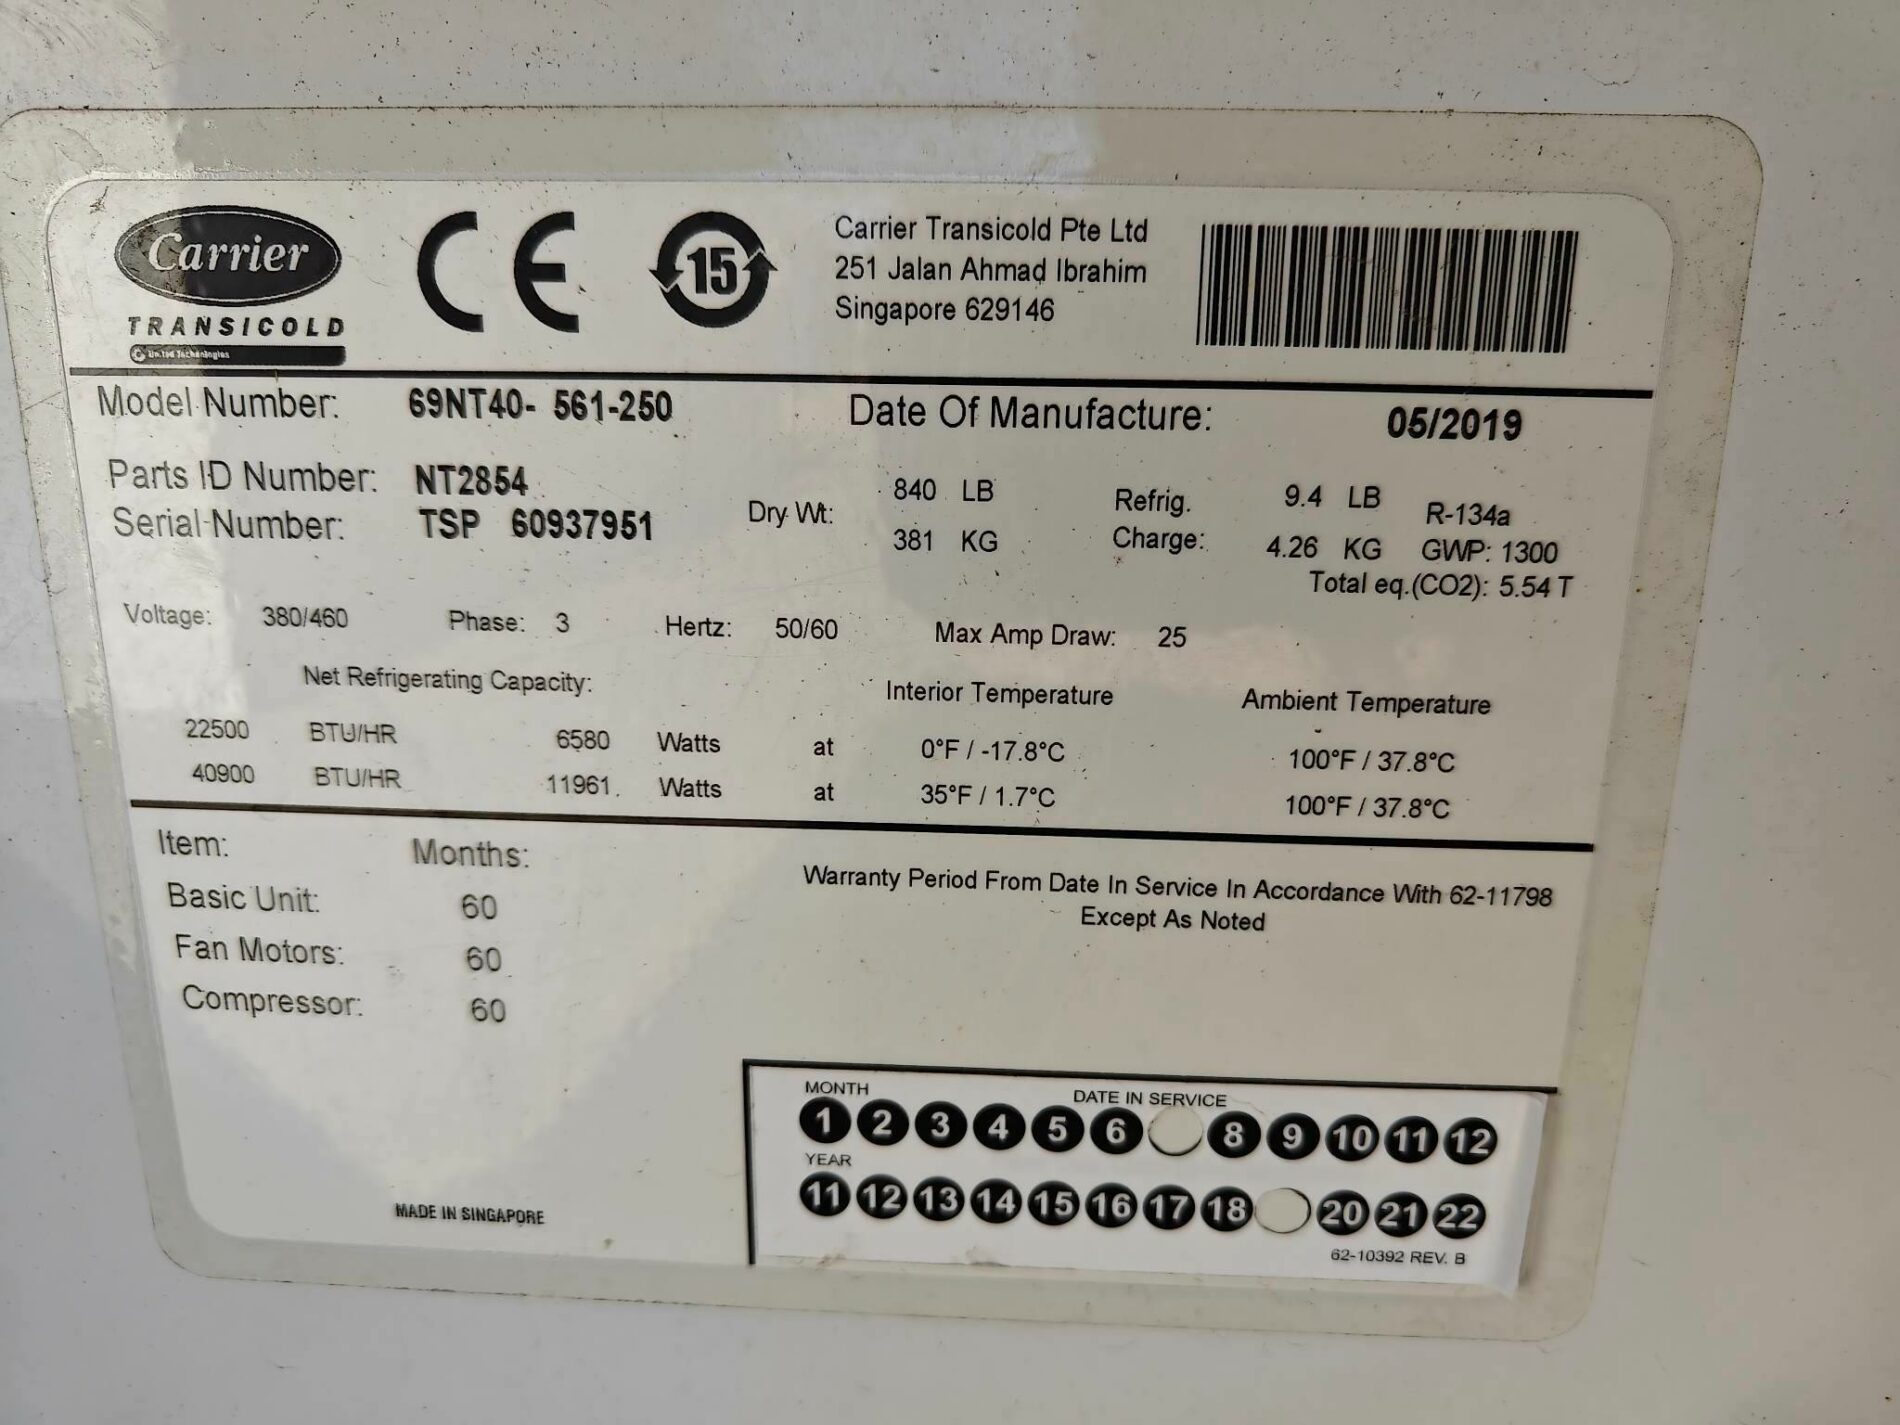 Carrier
TRANSICOLD
United Technologies
CE
15
Carrier Transicold Pte Ltd
251 Jalan Ahmad Ibrahim
Singapore 629146
Model Number: 69NT40- 561-250 Date Of Manufacture: 05/2019
Parts ID Number: NT2854
Serial Number: TSP 60937951
Dry Wt: 840 LB
381 KG
Refrig. 9.4 LB R-134a
Charge: 4.26 KG GWP: 1300
Total eq.(CO2): 5.54 T
Voltage: 380/460 Phase: 3 Hertz: 50/60 Max Amp Draw: 25
Net Refrigerating Capacity: Interior Temperature Ambient Temperature
22500 BTU/HR 6580 Watts at 0°F / -17.8°C 100°F / 37.8°C
40900 BTU/HR 11961 Watts at 35°F / 1.7°C 100°F / 37.8°C
Item: Months:
Basic Unit: 60
Fan Motors: 60
Compressor: 60
Warranty Period From Date In Service In Accordance With 62-11798
Except As Noted
MADE IN SINGAPORE
MONTH DATE IN SERVICE
1 2 3 4 5 6 8 9 10 11 12
YEAR
11 12 13 14 15 16 17 18 20 21 22
62-10392 REV. B